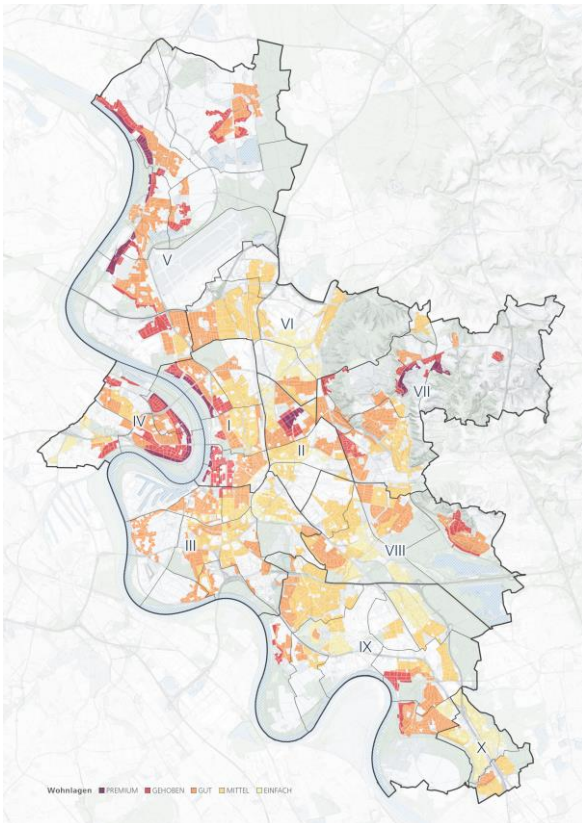 V
VI
VII
IV
I
II
III
VIII
IX
X
Wohnlagen PREMIUM GEHOBEN GUT MITTEL EINFACH